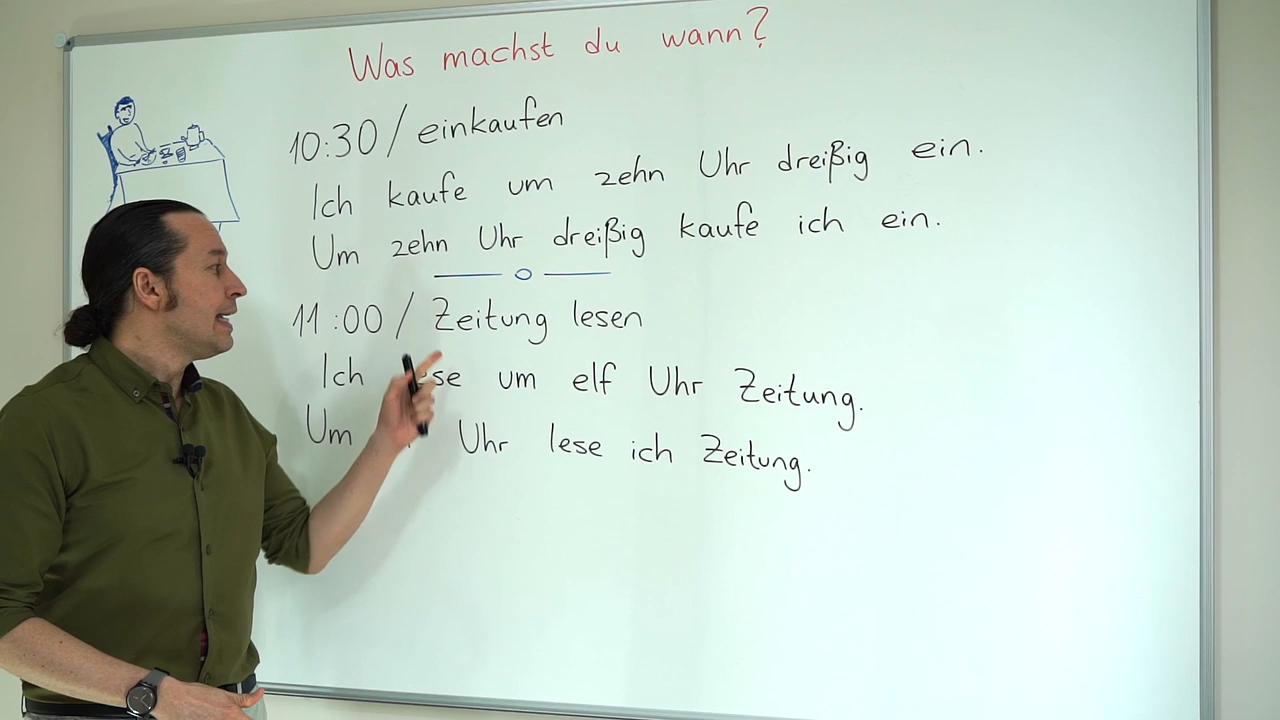 Was machst du wann?
10:30 / einkaufen
Ich kaufe um zehn Uhr dreißig ein.
Um zehn Uhr dreißig kaufe ich ein.
11:00 / Zeitung lesen
Ich lese um elf Uhr Zeitung.
Um Uhr lese ich Zeitung.